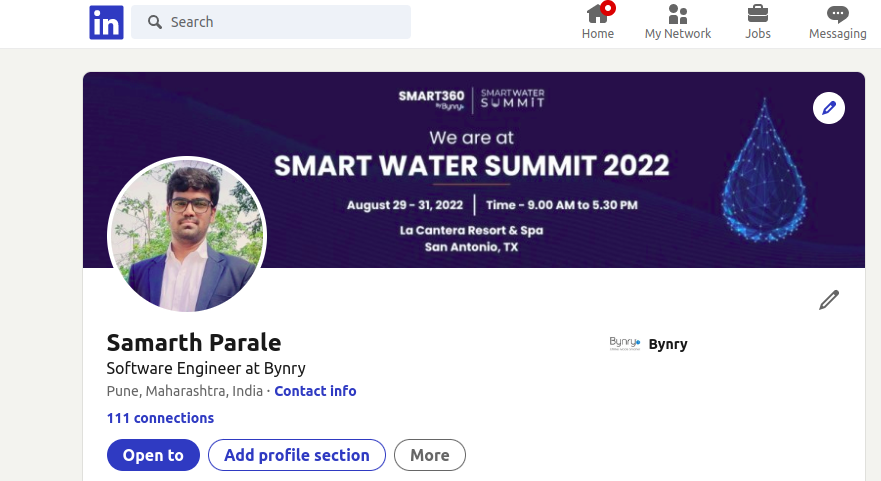 in
Search
Home
My Network
Jobs
Messaging
SMART360
by Bynry
SMART WATER
SUMMIT
We are at
SMART WATER SUMMIT 2022
August 29 - 31, 2022 | Time - 9.00 AM to 5.30 PM
La Cantera Resort & Spa
San Antonio, TX
Samarth Parale
Bynry
Bynry
Software Engineer at Bynry
Pune, Maharashtra, India · Contact info
111 connections
Open to
Add profile section
More